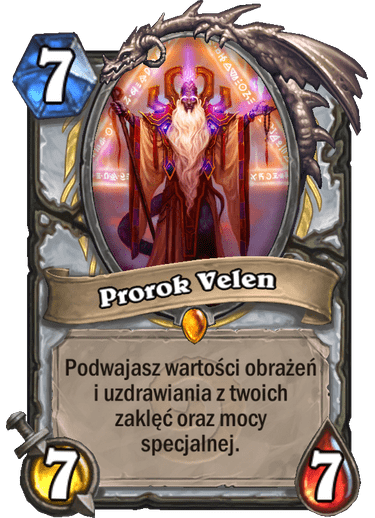 7
Prorok Velen
Podwajasz wartości obrażeń
i uzdrawiania z twoich
zaklęć oraz mocy
specjalnej.
7
7